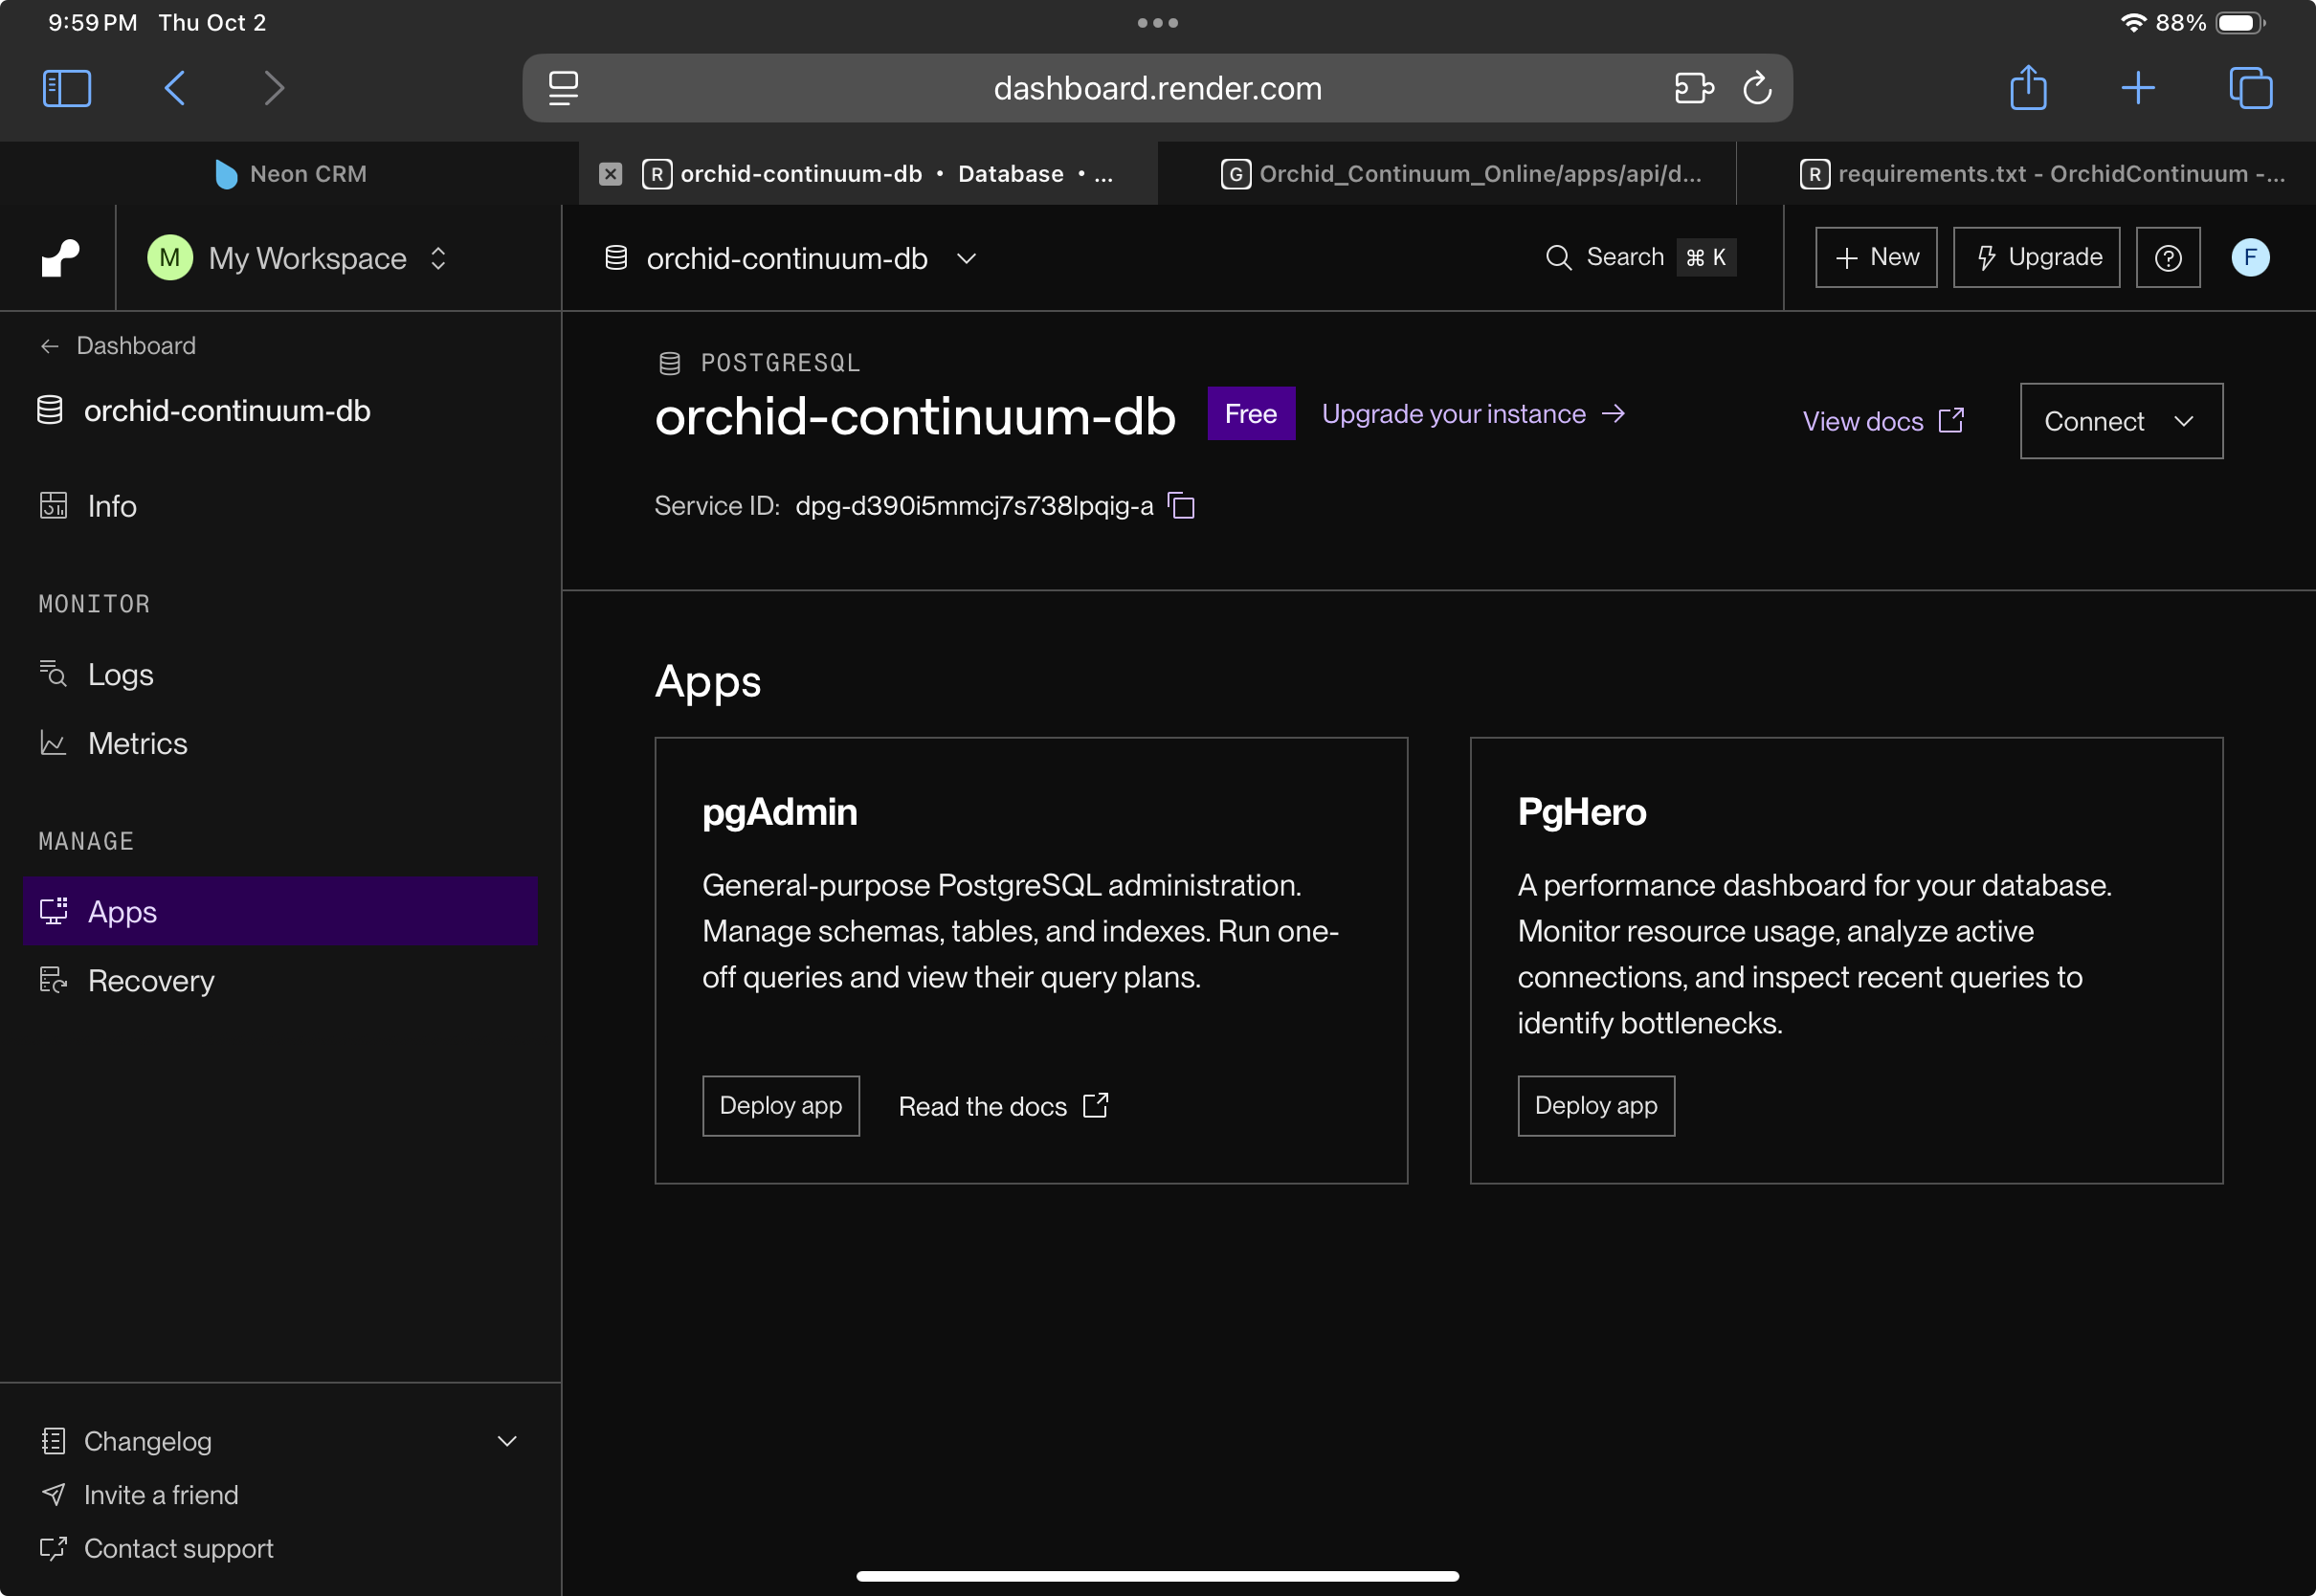 9:59 PM Thu Oct 2
88%
dashboard.render.com
Neon CRM
R orchid-continuum-db • Database • ...
G Orchid_Continuum_Online/apps/api/d...
R requirements.txt - OrchidContinuum -...
M My Workspace
orchid-continuum-db
Search ⌘ K
+ New
Upgrade
?
F
← Dashboard
orchid-continuum-db
Info
MONITOR
Logs
Metrics
MANAGE
Apps
Recovery
Changelog
Invite a friend
Contact support
POSTGRESQL
orchid-continuum-db Free Upgrade your instance →
View docs
Connect
Service ID: dpg-d390i5mmcj7s738lpqig-a
Apps
pgAdmin
General-purpose PostgreSQL administration.
Manage schemas, tables, and indexes. Run one-
off queries and view their query plans.
Deploy app
Read the docs
PgHero
A performance dashboard for your database.
Monitor resource usage, analyze active
connections, and inspect recent queries to
identify bottlenecks.
Deploy app